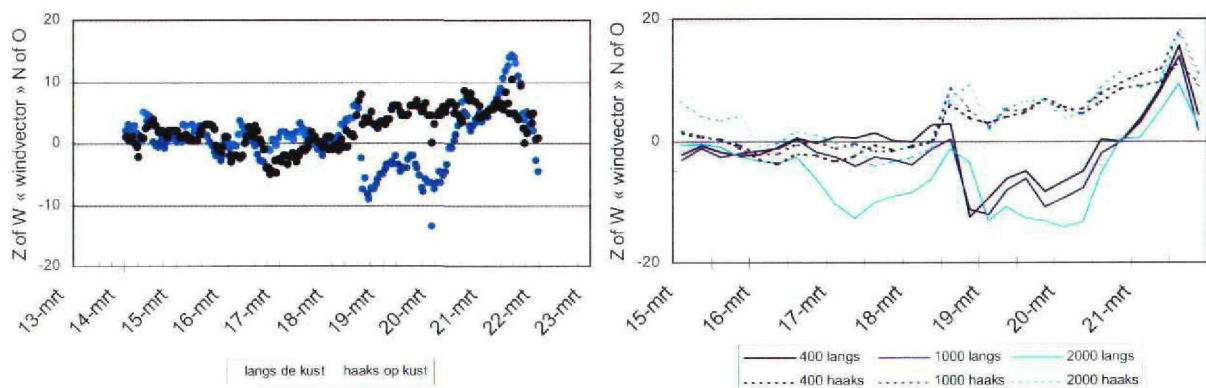 20
10
0
-10
-20
Z of W « windvector » N of O
13-mrt
14-mrt
15-mrt
16-mrt
17-mrt
18-mrt
19-mrt
20-mrt
21-mrt
22-mrt
23-mrt
langs de kust haaks op kust
20
0
-20
Z of W « windvector » N of O
15-mrt
16-mrt
17-mrt
18-mrt
19-mrt
20-mrt
21-mrt
400 langs 1000 langs 2000 langs
400 haaks 1000 haaks 2000 haaks